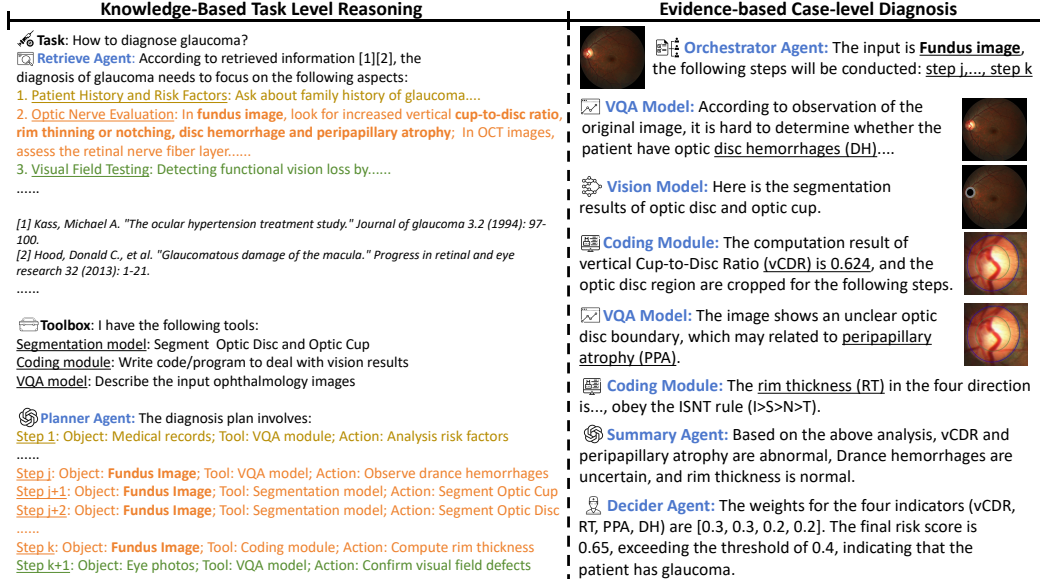 Knowledge-Based Task Level Reasoning
Task: How to diagnose glaucoma?
Retrieve Agent: According to retrieved information [1][2], the
diagnosis of glaucoma needs to focus on the following aspects:
1. Patient History and Risk Factors: Ask about family history of glaucoma....
2. Optic Nerve Evaluation: In fundus image, look for increased vertical cup-to-disc ratio,
rim thinning or notching, disc hemorrhage and peripapillary atrophy; In OCT images,
assess the retinal nerve fiber layer......
3. Visual Field Testing: Detecting functional vision loss by......
......
[1] Kass, Michael A. "The ocular hypertension treatment study." Journal of glaucoma 3.2 (1994): 97-
100.
[2] Hood, Donald C., et al. "Glaucomatous damage of the macula." Progress in retinal and eye
research 32 (2013): 1-21.
......
Toolbox: I have the following tools:
Segmentation model: Segment Optic Disc and Optic Cup
Coding module: Write code/program to deal with vision results
VQA model: Describe the input ophthalmology images
Planner Agent: The diagnosis plan involves:
Step 1: Object: Medical records; Tool: VQA module; Action: Analysis risk factors
......
Step j: Object: Fundus Image; Tool: VQA model; Action: Observe drance hemorrhages
Step j+1: Object: Fundus Image; Tool: Segmentation model; Action: Segment Optic Cup
Step j+2: Object: Fundus Image; Tool: Segmentation model; Action: Segment Optic Disc
......
Step k: Object: Fundus Image; Tool: Coding module; Action: Compute rim thickness
Step k+1: Object: Eye photos; Tool: VQA model; Action: Confirm visual field defects
Evidence-based Case-level Diagnosis
Orchestrator Agent: The input is Fundus image,
the following steps will be conducted: step j,..., step k
VQA Model: According to observation of the
original image, it is hard to determine whether the
patient have optic disc hemorrhages (DH)....
Vision Model: Here is the segmentation
results of optic disc and optic cup.
Coding Module: The computation result of
vertical Cup-to-Disc Ratio (vCDR) is 0.624, and the
optic disc region are cropped for the following steps.
VQA Model: The image shows an unclear optic
disc boundary, which may related to peripapillary
atrophy (PPA).
Coding Module: The rim thickness (RT) in the four direction
is..., obey the ISNT rule (I>S>N>T).
Summary Agent: Based on the above analysis, vCDR and
peripapillary atrophy are abnormal, Drance hemorrhages are
uncertain, and rim thickness is normal.
Decider Agent: The weights for the four indicators (vCDR,
RT, PPA, DH) are [0.3, 0.3, 0.2, 0.2]. The final risk score is
0.65, exceeding the threshold of 0.4, indicating that the
patient has glaucoma.